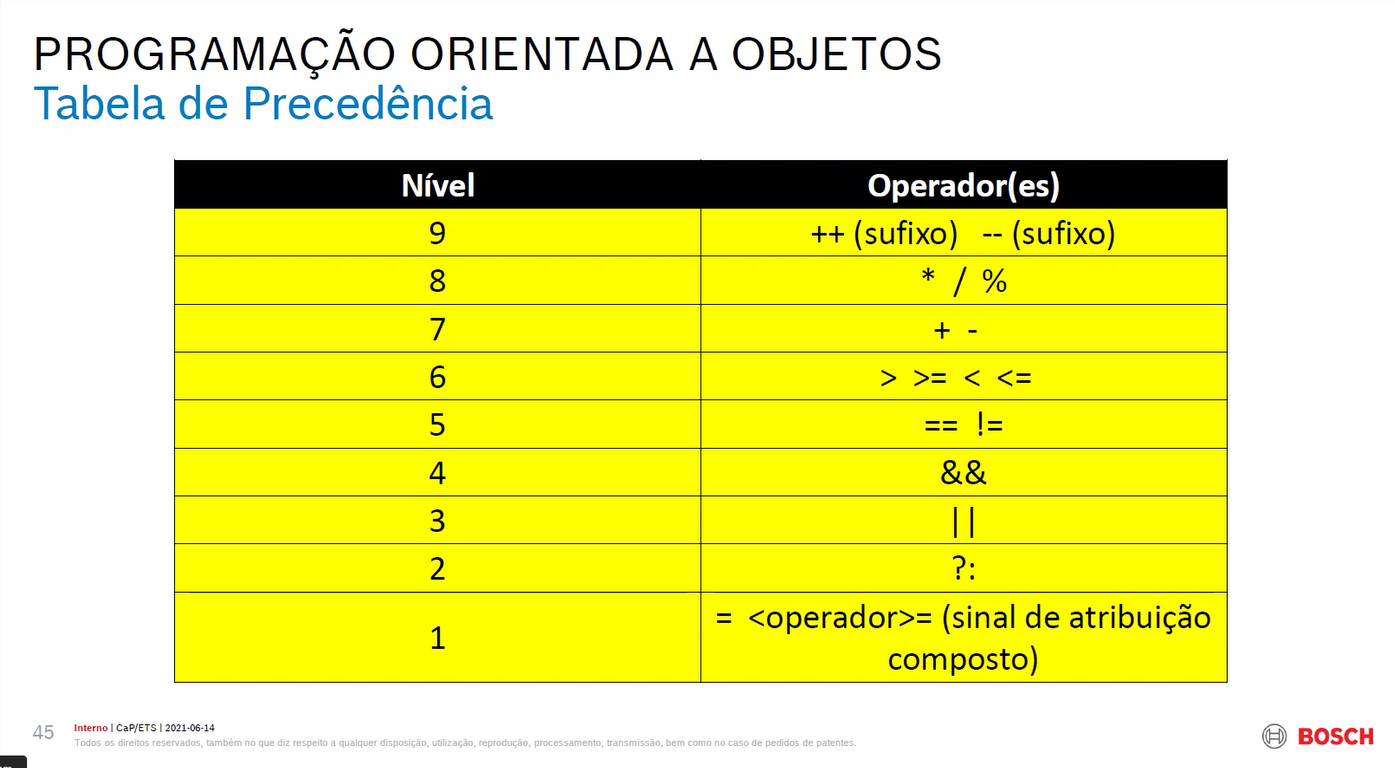 PROGRAMAÇÃO ORIENTADA A OBJETOS
Tabela de Precedência
Nível Operador(es)
9 ++ (sufixo) -- (sufixo)
8 * / %
7 + -
6 > >= < <=
5 == !=
4 &&
3 ||
2 ?:
1 = <operador>= (sinal de atribuição
composto)
45 Interno | CaP/ETS | 2021-06-14
Todos os direitos reservados, também no que diz respeito a qualquer disposição, utilização, reprodução, processamento, transmissão, bem como no caso de pedidos de patentes.
BOSCH